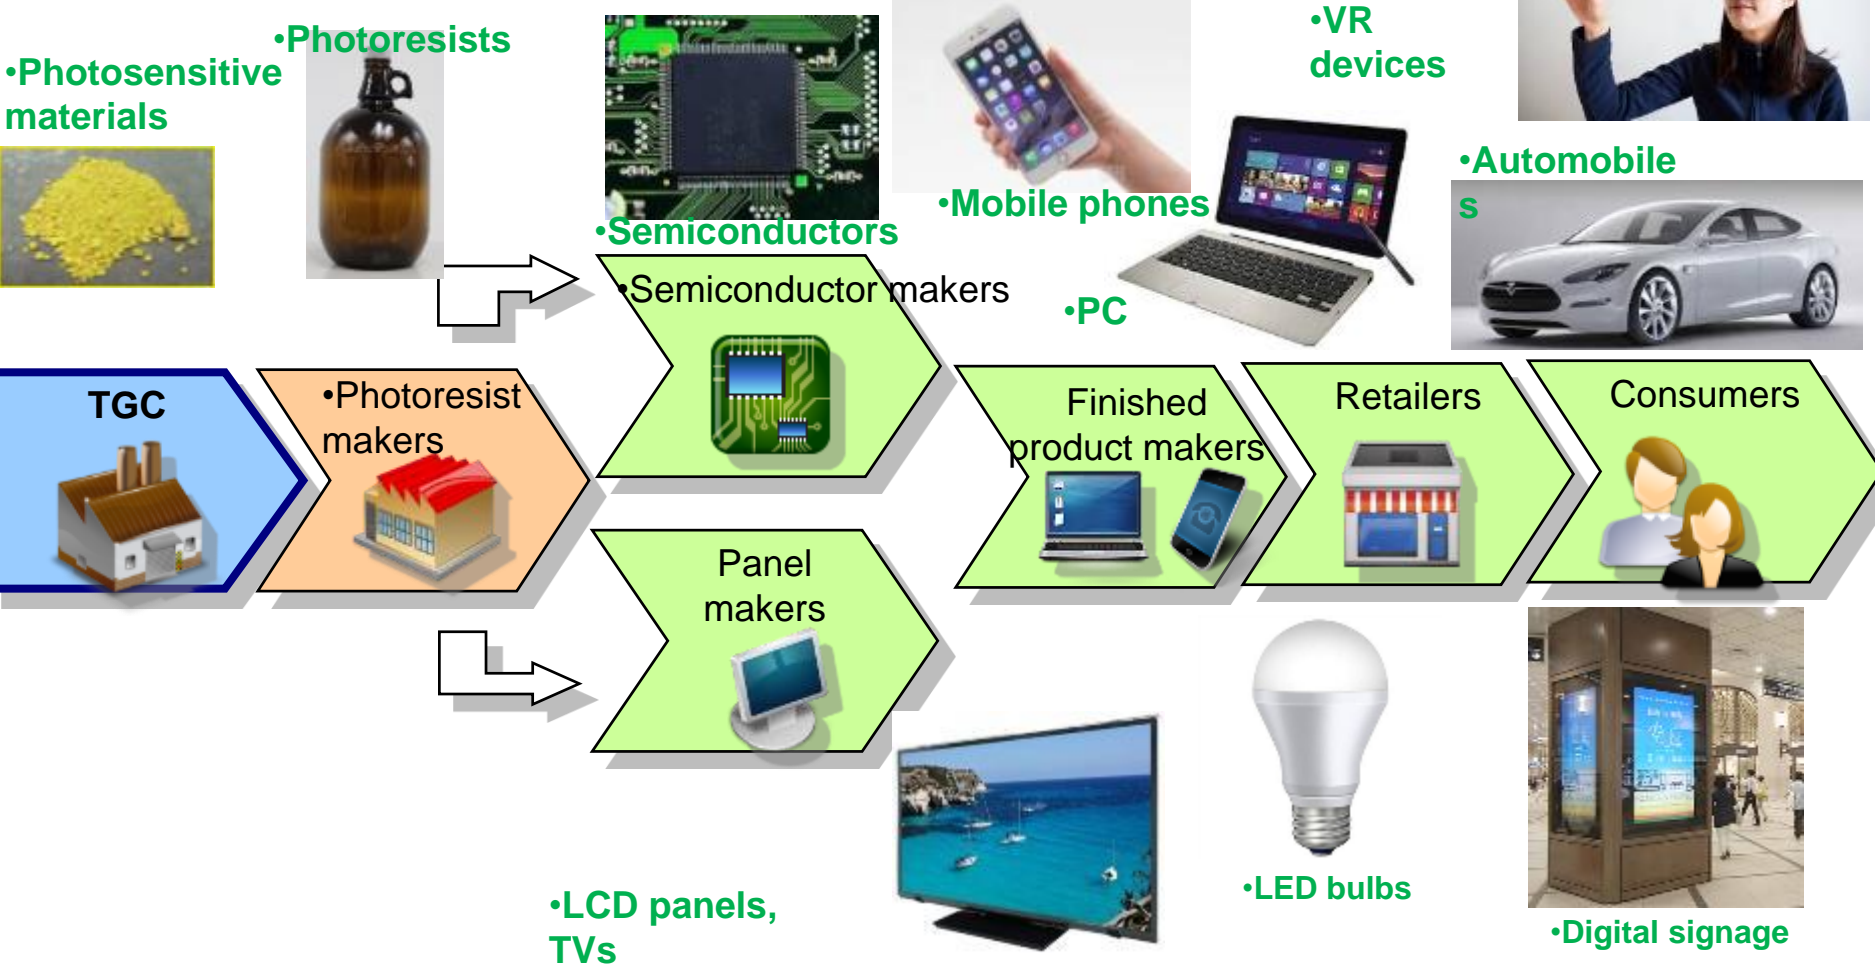 •Photosensitive
materials
•Photoresists
•Semiconductors
•Mobile phones
•PC
•VR
devices
•Automobile
s
TGC
•Photoresist
makers
•Semiconductor makers
Panel
makers
Finished
product makers
Retailers
Consumers
•LCD panels,
TVs
•LED bulbs
•Digital signage